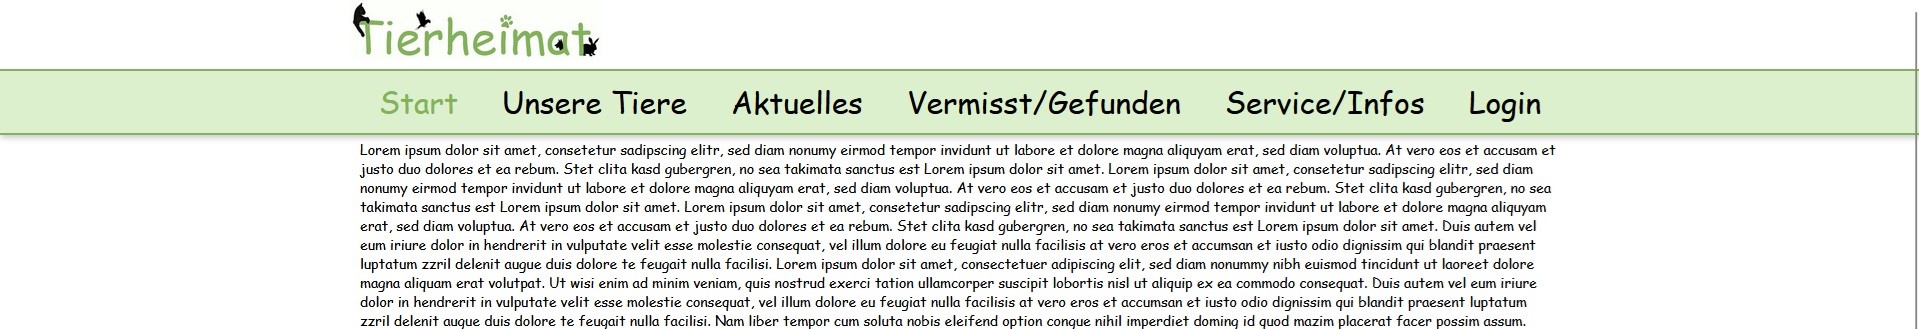 Tierheimat
Start Unsere Tiere Aktuelles Vermisst/Gefunden Service/Infos Login
Lorem ipsum dolor sit amet, consetetur sadipscing elitr, sed diam nonumy eirmod tempor invidunt ut labore et dolore magna aliquyam erat, sed diam voluptua. At vero eos et accusam et
justo duo dolores et ea rebum. Stet clita kasd gubergren, no sea takimata sanctus est Lorem ipsum dolor sit amet. Lorem ipsum dolor sit amet, consetetur sadipscing elitr, sed diam
nonumy eirmod tempor invidunt ut labore et dolore magna aliquyam erat, sed diam voluptua. At vero eos et accusam et justo duo dolores et ea rebum. Stet clita kasd gubergren, no sea
takimata sanctus est Lorem ipsum dolor sit amet. Lorem ipsum dolor sit amet, consetetur sadipscing elitr, sed diam nonumy eirmod tempor invidunt ut labore et dolore magna aliquyam
erat, sed diam voluptua. At vero eos et accusam et justo duo dolores et ea rebum. Stet clita kasd gubergren, no sea takimata sanctus est Lorem ipsum dolor sit amet. Duis autem vel
eum iriure dolor in hendrerit in vulputate velit esse molestie consequat, vel illum dolore eu feugiat nulla facilisis at vero eros et accumsan et iusto odio dignissim qui blandit praesent
luptatum zzril delenit augue duis dolore te feugait nulla facilisi. Lorem ipsum dolor sit amet, consectetuer adipiscing elit, sed diam nonummy nibh euismod tincidunt ut laoreet dolore
magna aliquam erat volutpat. Ut wisi enim ad minim veniam, quis nostrud exerci tation ullamcorper suscipit lobortis nisl ut aliquip ex ea commodo consequat. Duis autem vel eum iriure
dolor in hendrerit in vulputate velit esse molestie consequat, vel illum dolore eu feugiat nulla facilisis at vero eros et accumsan et iusto odio dignissim qui blandit praesent luptatum
zzril delenit augue duis dolore te feugait nulla facilisi. Nam liber tempor cum soluta nobis eleifend option congue nihil imperdiet doming id quod mazim placerat facer possim assum.